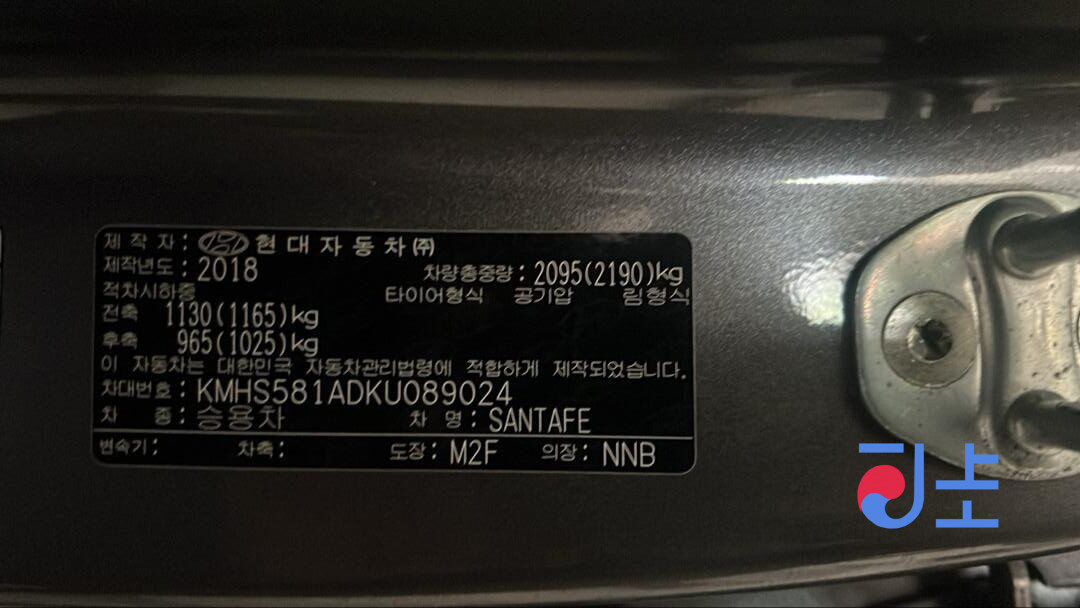 제 작 자 : 현 대 자 동 차 ㈜
제작년도 : 2018 차량총중량 : 2095(2190)kg
적차시하중 타이어형식 공기압 림형식
전축 1130(1165)kg
후축 965(1025)kg
이 자동차는 대한민국 자동차관리법령에 적합하게 제작되었습니다.
차대번호 : KMHS581ADKU089024
차 종 : 승용차 차 명 : SANTAFE
변속기 : 차축 : 도장 : M2F 의장 : NNB